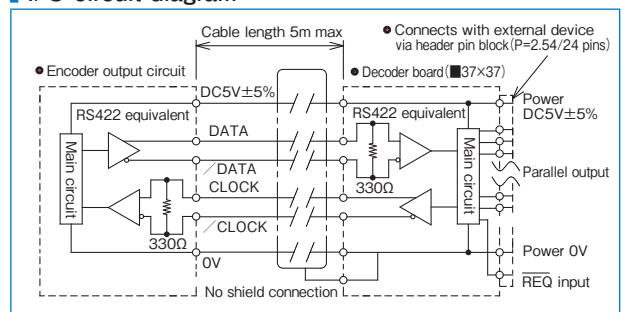 I/O circuit diagram
Cable length 5m max
Connects with external device
via header pin block(P=2.54/24 pins)
Encoder output circuit
Decoder board(■37×37)
DC5V±5%
RS422 equivalent
RS422 equivalent
Power
DC5V±5%
DATA
/DATA
Main circuit
Main circuit
Parallel output
CLOCK
330Ω
/CLOCK
330Ω
0V
Power 0V
No shield connection
REQ input